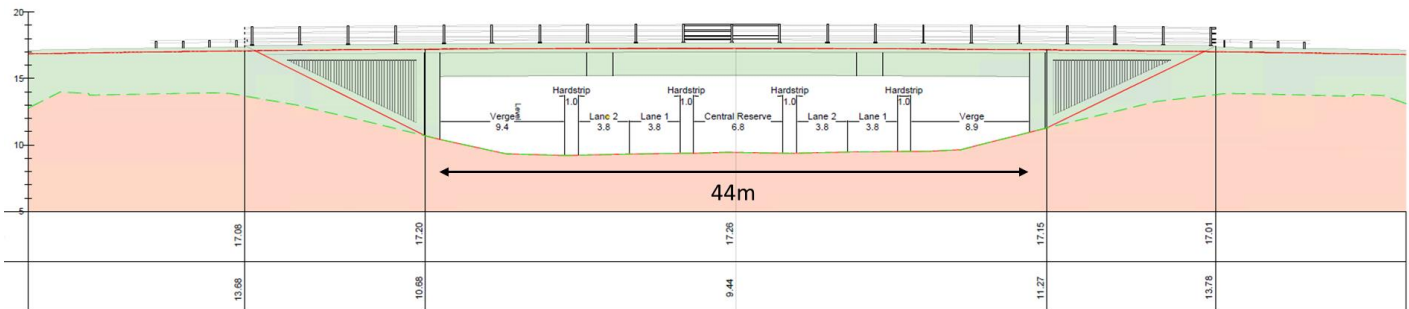 20
15
10
5
Hardstrip
1.0
Hardstrip
1.0
Hardstrip
1.0
Hardstrip
1.0
Level
Verge
9.4
Lane 2
3.8
Lane 1
3.8
Central Reserve
6.8
Lane 2
3.8
Lane 1
3.8
Verge
8.9
44m
17.08
17.20
17.26
17.15
17.01
13.68
10.68
9.44
11.27
13.78